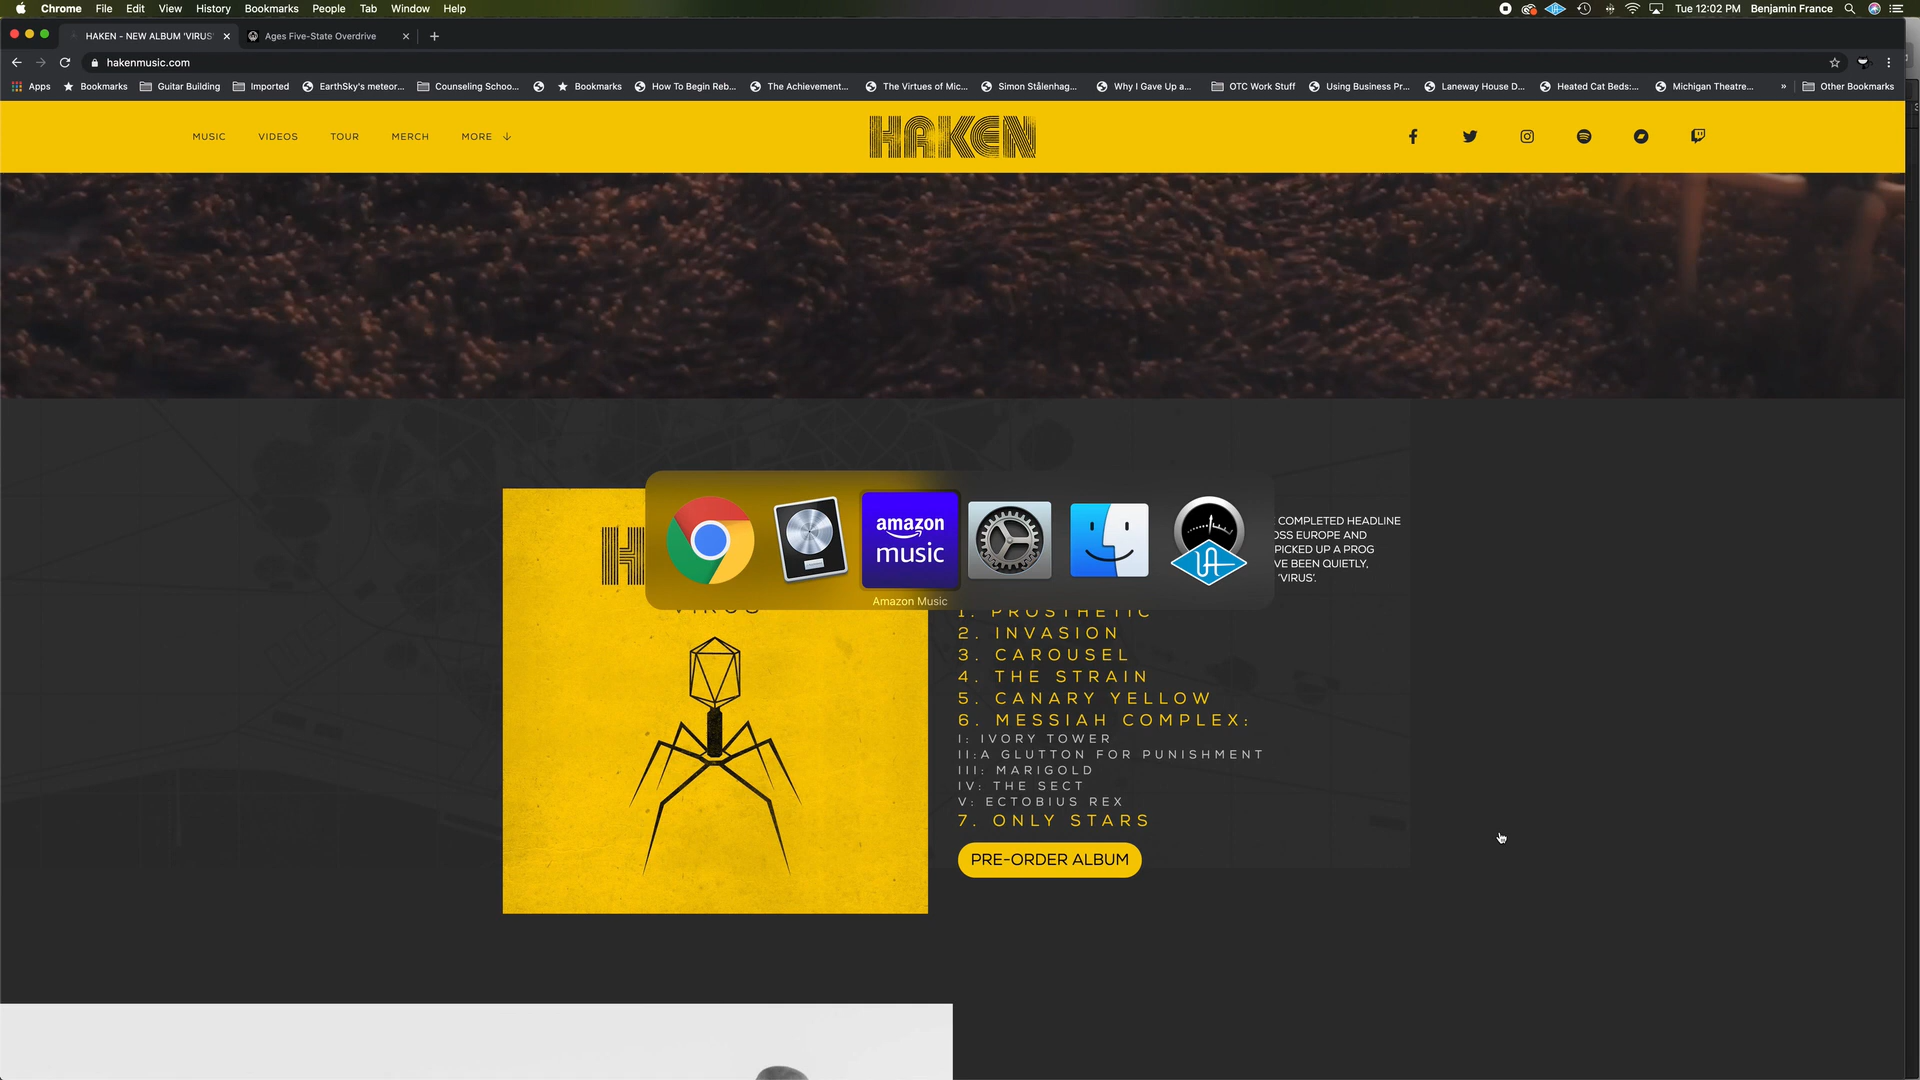 Chrome File Edit View History Bookmarks People Tab Window Help Tue 12:02 PM Benjamin France
HAKEN - NEW ALBUM 'VIRUS' Ages Five-State Overdrive
hakenmusic.com
Apps Bookmarks Guitar Building Imported EarthSky's meteor... Counseling Schoo... Bookmarks How To Begin Reb... The Achievement... The Virtues of Mic... Simon Stålenhag... Why I Gave Up a... OTC Work Stuff Using Business Pr... Laneway House D... Heated Cat Beds:... Michigan Theatre... » Other Bookmarks
MUSIC VIDEOS TOUR MERCH MORE HAKEN
COMPLETED HEADLINE
OSS EUROPE AND
PICKED UP A PROG
VE BEEN QUIETLY,
'VIRUS'.
amazon
music
Amazon Music
H
VIRUS
1. PROSTHETIC
2. INVASION
3. CAROUSEL
4. THE STRAIN
5. CANARY YELLOW
6. MESSIAH COMPLEX:
I: IVORY TOWER
II:A GLUTTON FOR PUNISHMENT
III: MARIGOLD
IV: THE SECT
V: ECTOBIUS REX
7. ONLY STARS
PRE-ORDER ALBUM